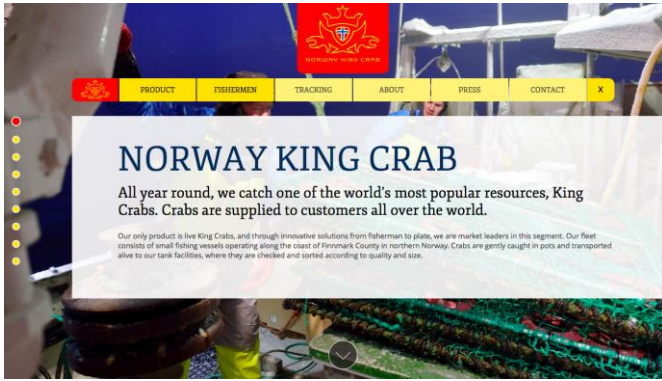 NORWAY KING CRAB
PRODUCT
FISHERMEN
TRACKING
ABOUT
PRESS
CONTACT
X
NORWAY KING CRAB
All year round, we catch one of the world's most popular resources, King
Crabs. Crabs are supplied to customers all over the world.
Our only product is live King Crabs, and through innovative solutions from fisherman to plate, we are market leaders in this segment. Our fleet
consists of small fishing vessels operating along the coast of Finnmark County in northern Norway. Crabs are gently caught in pots and transported
alive to our tank facilities, where they are checked and sorted according to quality and size.